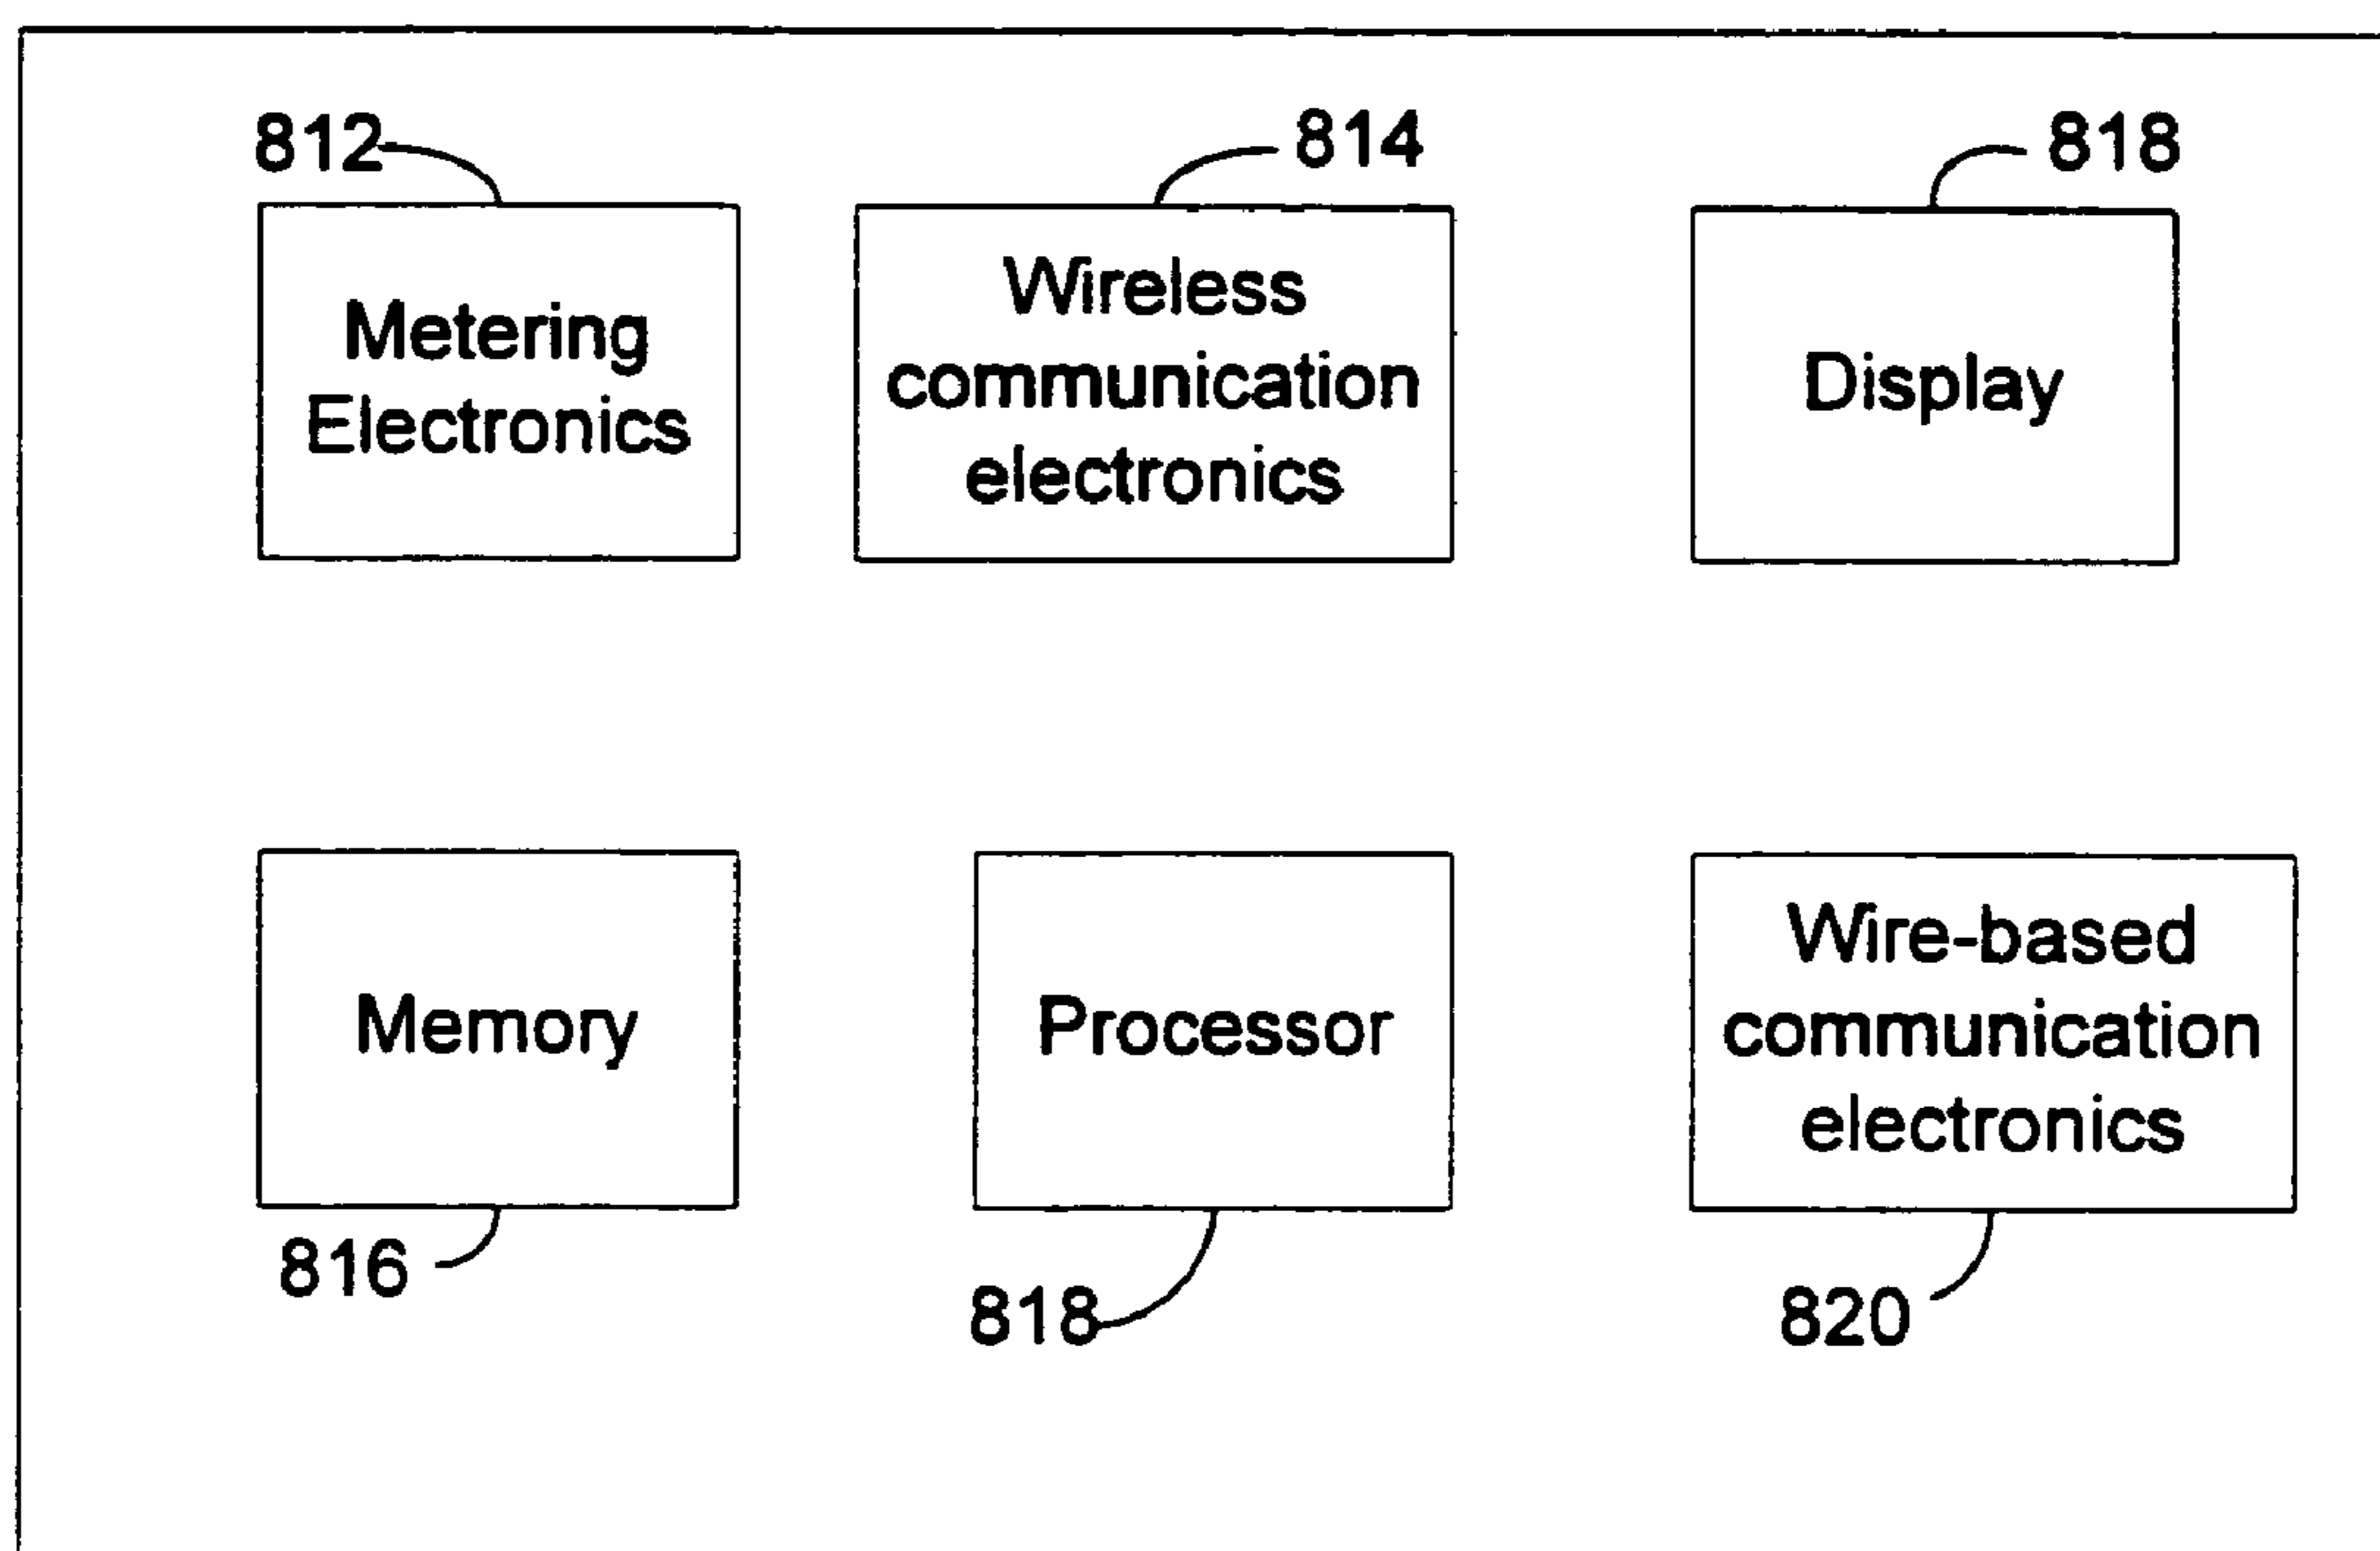 812
814
818
Metering
Electronics
Wireless
communication
electronics
Display
Memory
Processor
Wire-based
communication
electronics
816
818
820